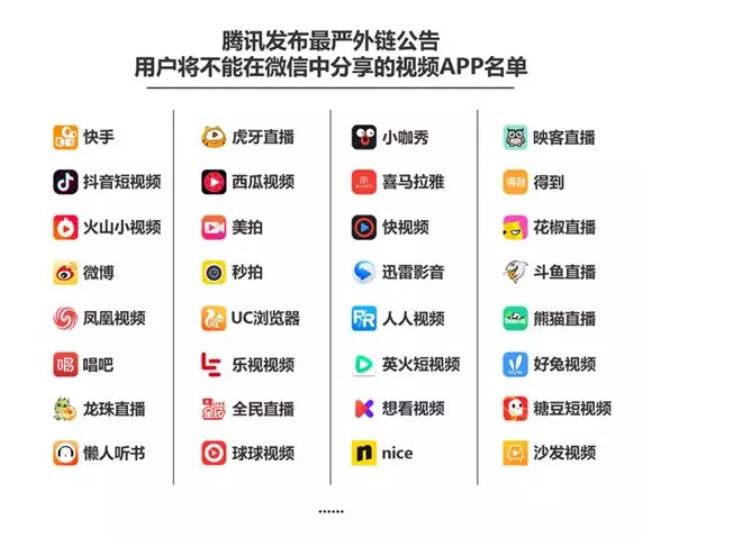 腾讯发布最严外链公告
用户将不能在微信中分享的视频APP名单
快手
虎牙直播
小咖秀
映客直播
抖音短视频
西瓜视频
喜马拉雅
得到
得到
火山小视频
美拍
快视频
花椒直播
微博
秒拍
迅雷影音
斗鱼直播
凤凰视频
UC浏览器
人人视频
熊猫直播
唱
唱吧
乐视视频
英火短视频
好兔视频
龙珠直播
LIVE
全民
全民直播
想看视频
糖豆短视频
懒人听书
球球视频
n
nice
沙发视频
......